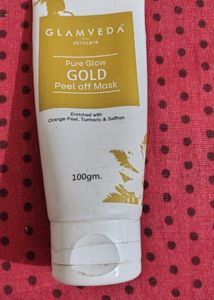 GLAMVEDA
skincare
Pure Glow
GOLD
Peel off Mask
Enriched with
Orange Peel, Turmeric & Saffron
100gm.